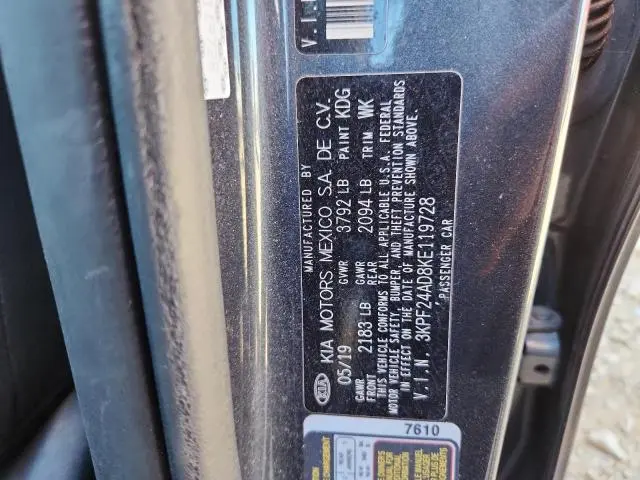 V.I.N.
MANUFACTURED BY
KIA KIA MOTORS MEXICO S.A. DE C.V.
05/19 GVWR 3792 LB PAINT KDG
GAWR FRONT 2183 LB GAWR REAR 2094 LB TRIM WK
THIS VEHICLE CONFORMS TO ALL APPLICABLE U.S.A. FEDERAL
MOTOR VEHICLE SAFETY, BUMPER, AND THEFT PREVENTION STANDARDS
IN EFFECT ON THE DATE OF MANUFACTURE SHOWN ABOVE.
V.I.N. 3KPF24AD8KE119728
PASSENGER CAR
7610